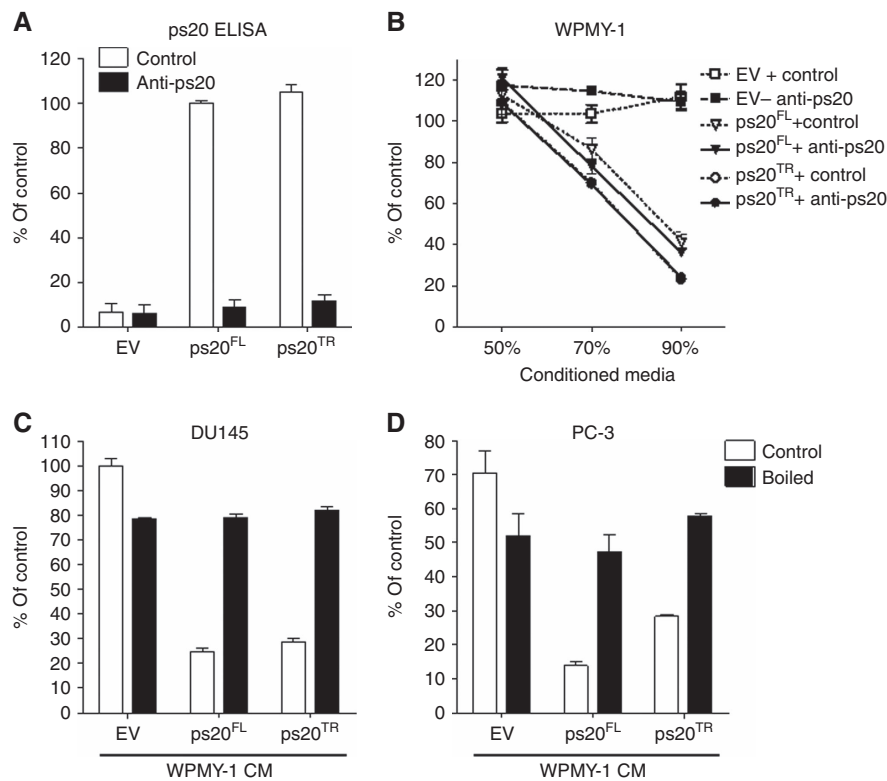 A
ps20 ELISA
% Of control
120
100
80
60
40
20
0
Control
Anti-ps20
EV
ps20FL
ps20TR
B
WPMY-1
% Of control
120
100
80
60
40
20
0
50%
70%
90%
Conditioned media
EV + control
EV– anti-ps20
ps20FL+control
ps20FL+ anti-ps20
ps20TR+ control
ps20TR+ anti-ps20
C
DU145
% Of control
110
100
90
80
70
60
50
40
30
20
10
0
EV
ps20FL
ps20TR
WPMY-1 CM
D
PC-3
% Of control
80
70
60
50
40
30
20
10
0
Control
Boiled
EV
ps20FL
ps20TR
WPMY-1 CM